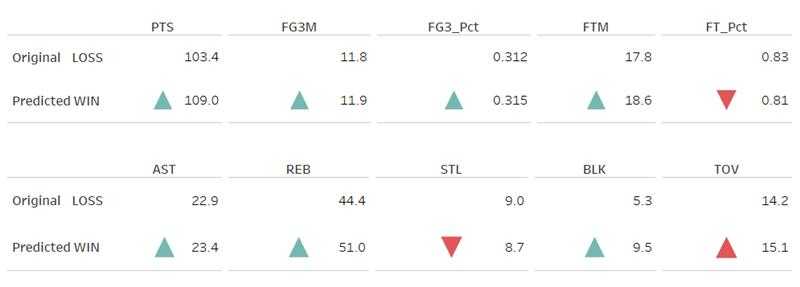 PTS FG3M FG3_Pct FTM FT_Pct
Original LOSS 103.4 11.8 0.312 17.8 0.83
Predicted WIN 109.0 11.9 0.315 18.6 0.81
AST REB STL BLK TOV
Original LOSS 22.9 44.4 9.0 5.3 14.2
Predicted WIN 23.4 51.0 8.7 9.5 15.1